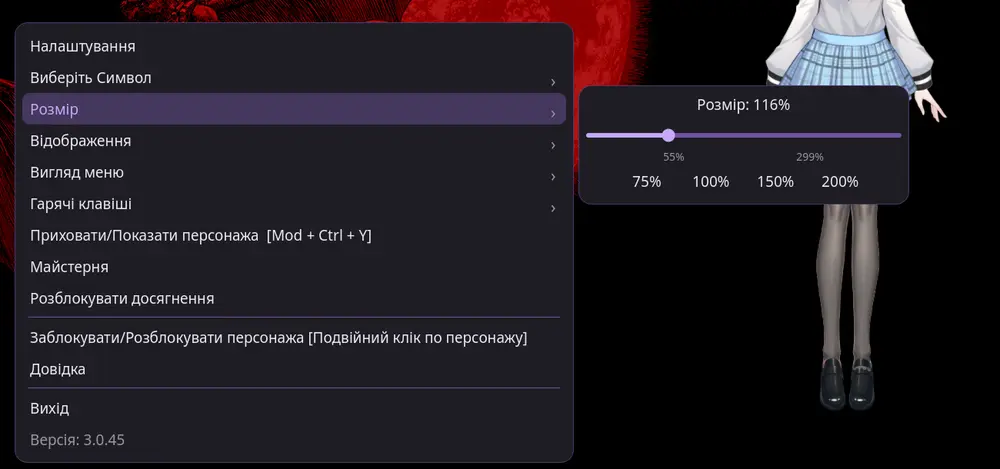 Налаштування
Виберіть Символ ›
Розмір ›
Відображення ›
Вигляд меню ›
Гарячі клавіші ›
Приховати/Показати персонажа [Mod + Ctrl + Y]
Майстерня
Розблокувати досягнення
Заблокувати/Розблокувати персонажа [Подвійний клік по персонажу]
Довідка
Вихід
Версія: 3.0.45
Розмір: 116%
55% 299%
75% 100% 150% 200%